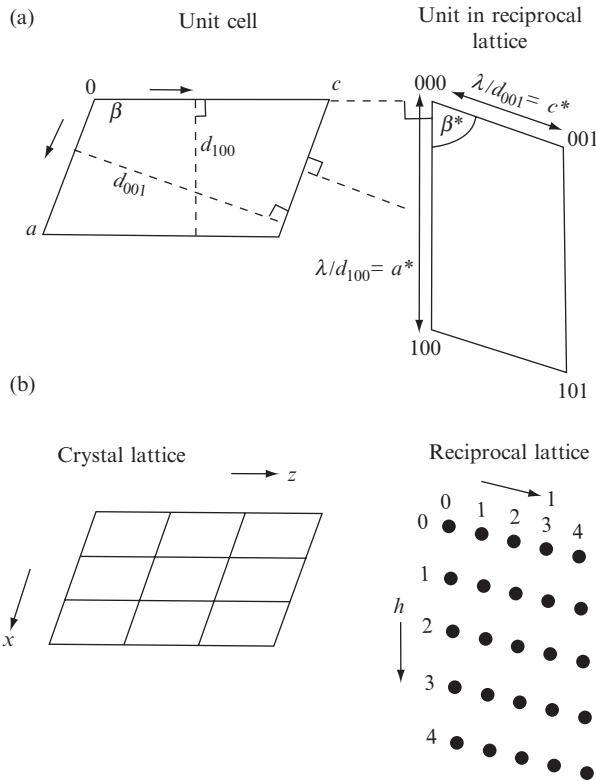 (a)
Unit cell
Unit in reciprocal
lattice
0
c
β
d100
d001
a
000
λ/d001 = c*
001
β*
λ/d100 = a*
100
101
(b)
Crystal lattice
z
x
Reciprocal lattice
1
0 1 2 3 4
0
1
h
2
3
4